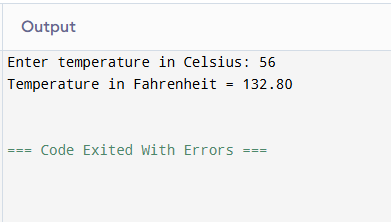 Output
Enter temperature in Celsius: 56
Temperature in Fahrenheit = 132.80
=== Code Exited With Errors ===